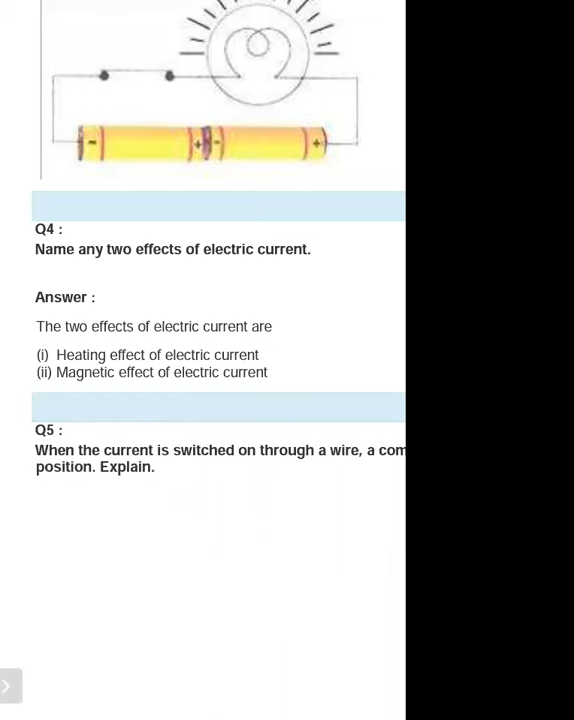 - + - +
Q4 :
Name any two effects of electric current.
Answer :
The two effects of electric current are
(i) Heating effect of electric current
(ii) Magnetic effect of electric current
Q5 :
When the current is switched on through a wire, a com
position. Explain.